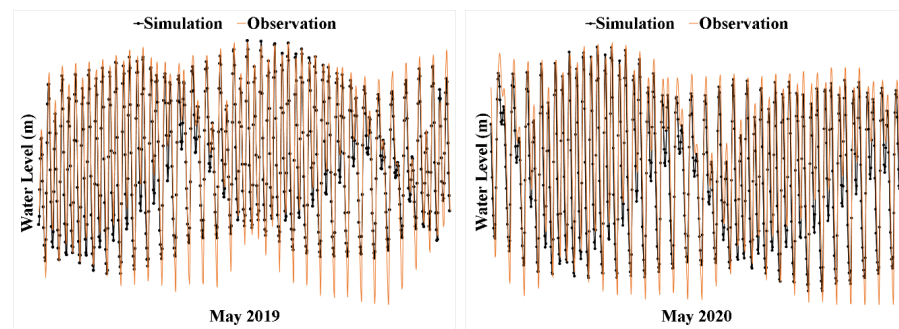 Simulation Observation
Water Level (m)
May 2019
Simulation Observation
Water Level (m)
May 2020